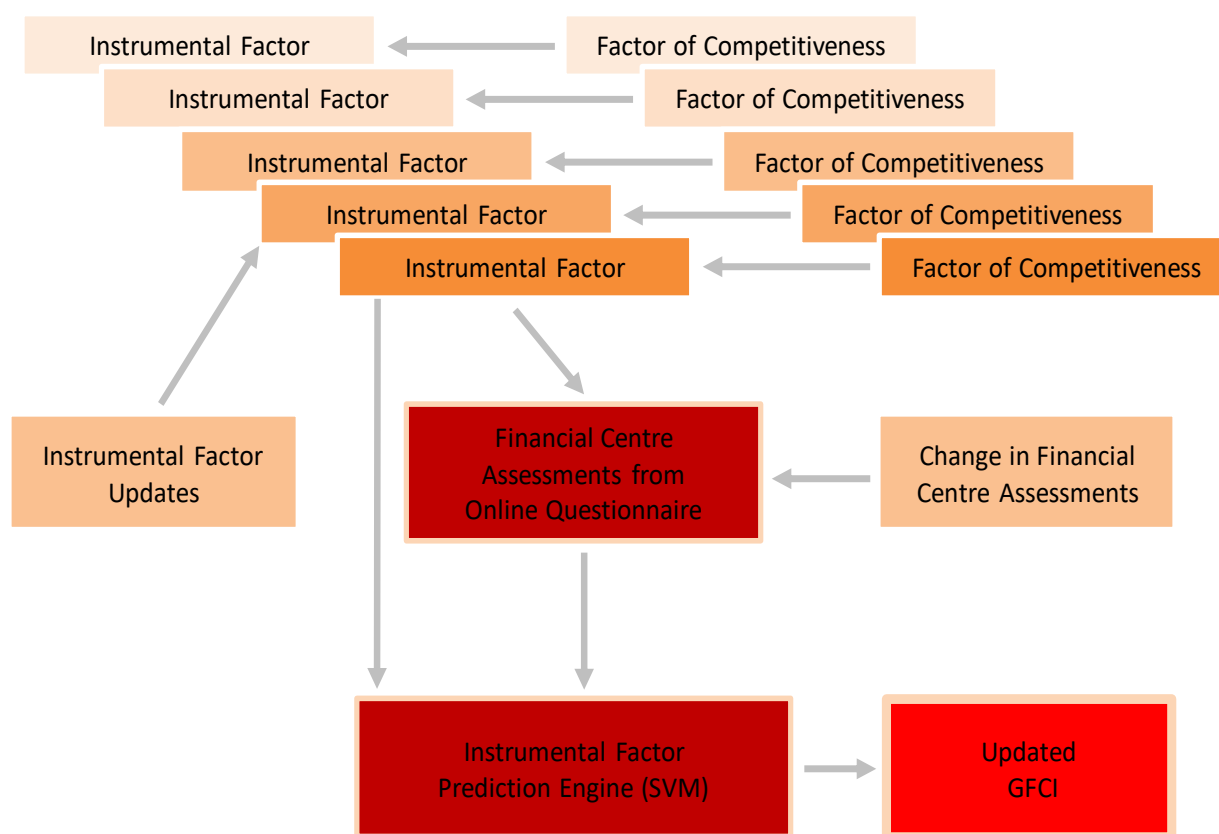 Instrumental Factor
Factor of Competitiveness
Instrumental Factor
Factor of Competitiveness
Instrumental Factor
Factor of Competitiveness
Instrumental Factor
Factor of Competitiveness
Instrumental Factor
Factor of Competitiveness
Instrumental Factor
Updates
Financial Centre
Assessments from
Online Questionnaire
Change in Financial
Centre Assessments
Instrumental Factor
Prediction Engine (SVM)
Updated
GFCI